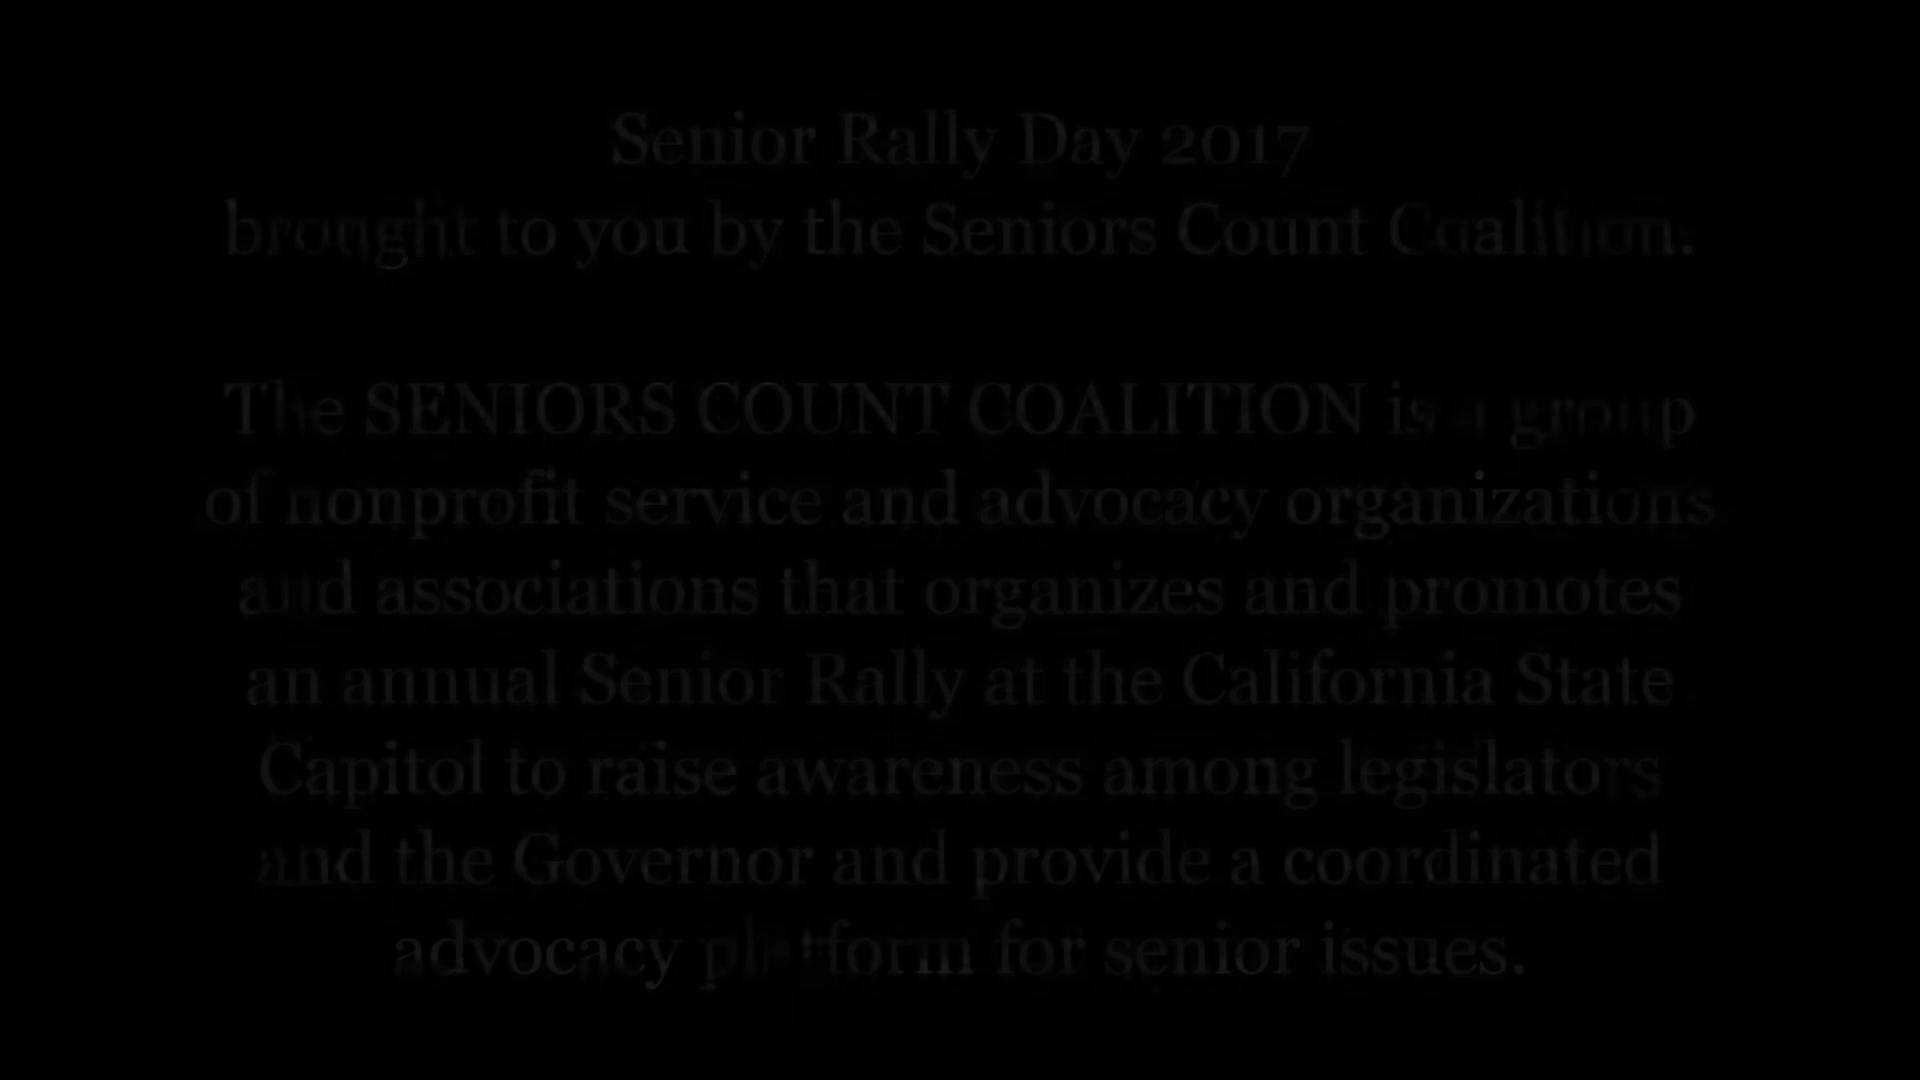 Senior Rally Day 2017
brought to you by the Seniors Count Coalition.
The SENIORS COUNT COALITION is a group
of nonprofit service and advocacy organizations
and associations that organizes and promotes
an annual Senior Rally at the California State
Capitol to raise awareness among legislators
and the Governor and provide a coordinated
advocacy platform for senior issues.